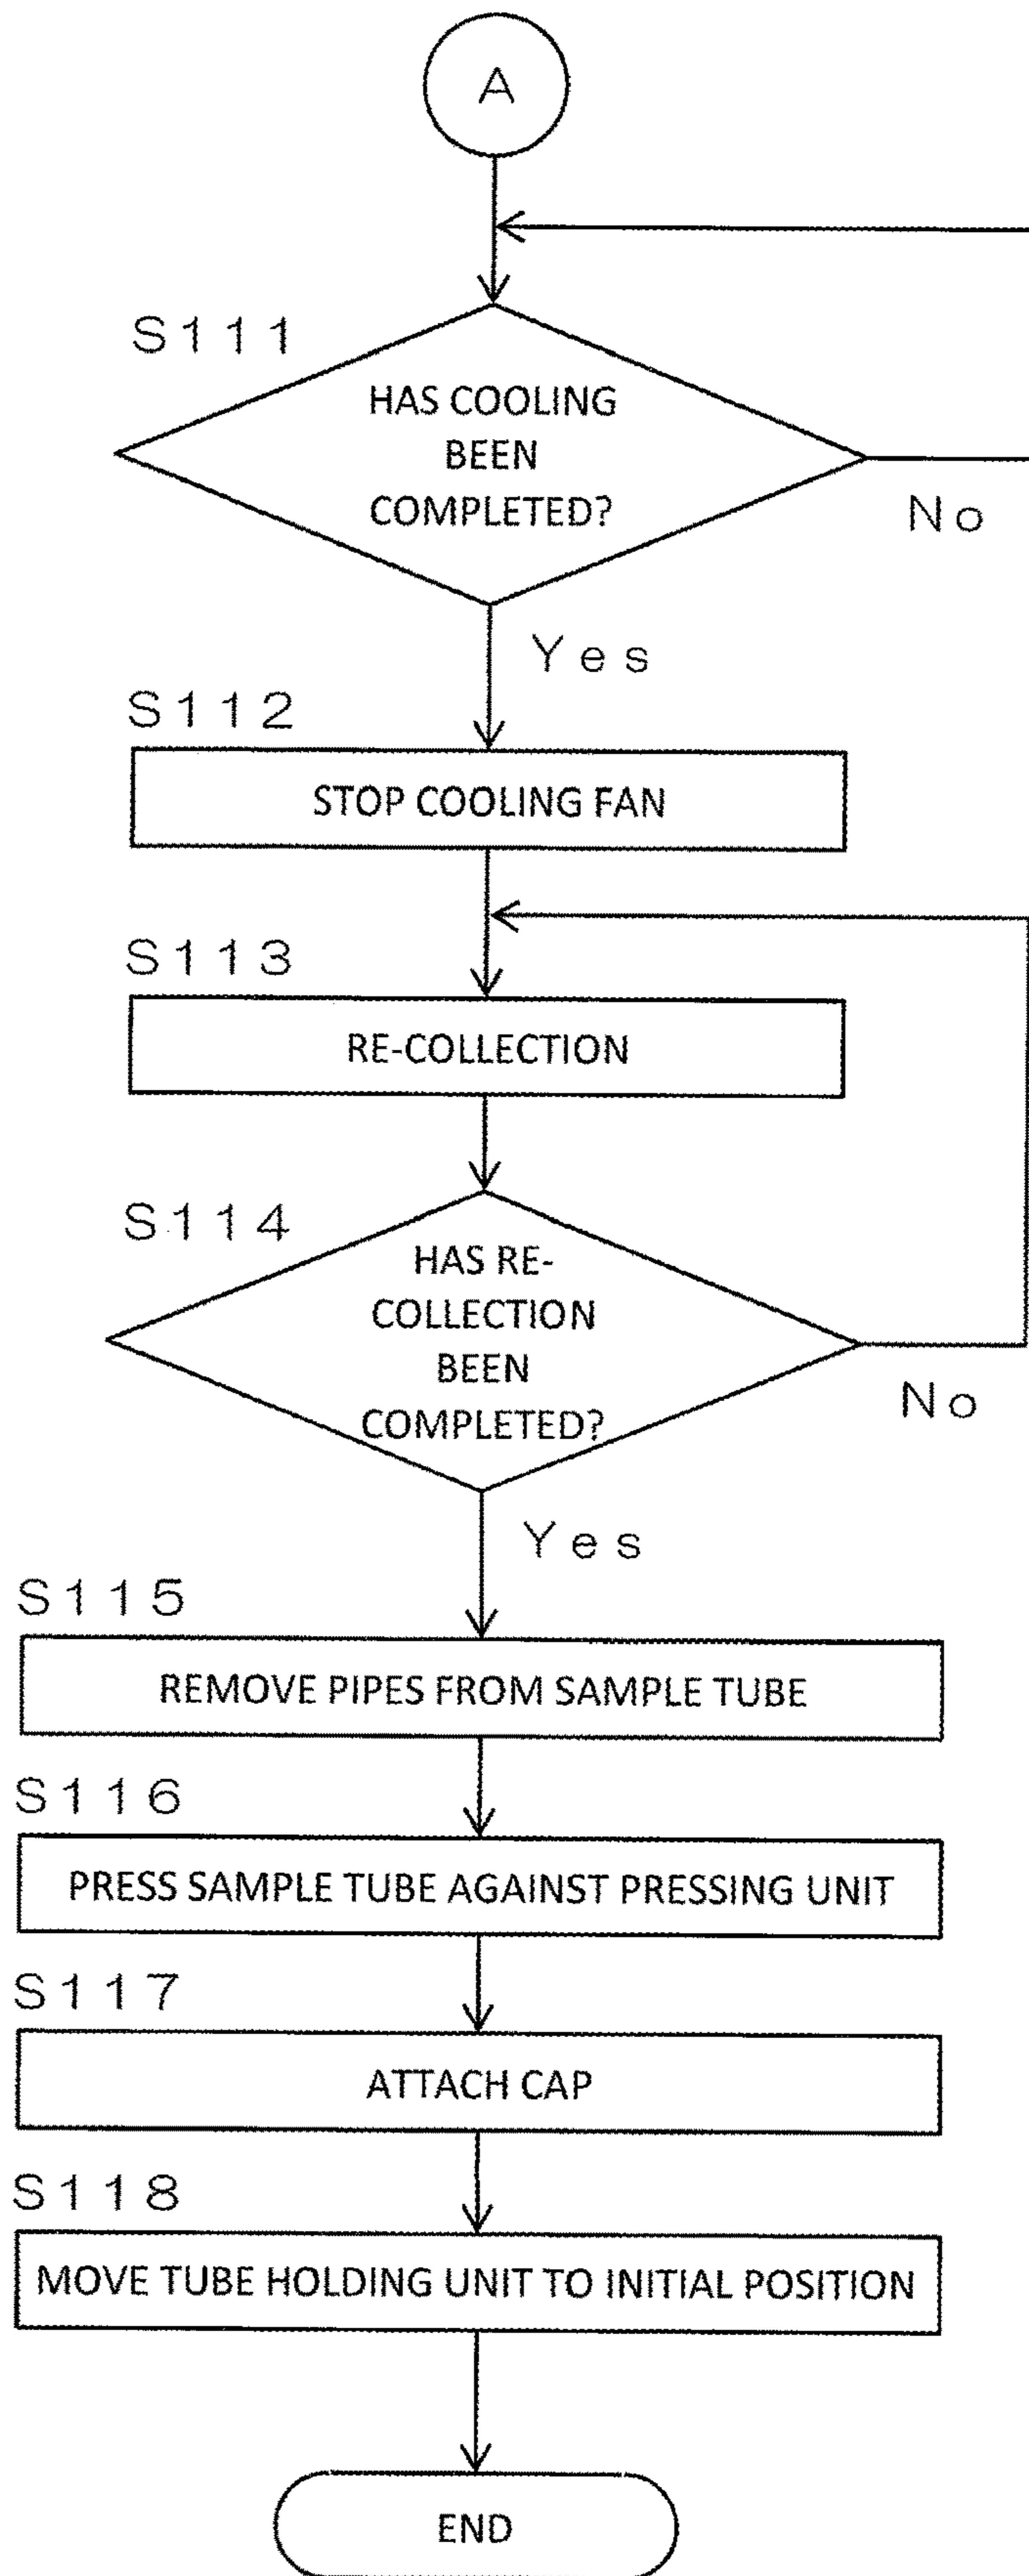 A
S111
HAS COOLING
BEEN
COMPLETED?
No
Yes
S112
STOP COOLING FAN
S113
RE-COLLECTION
S114
HAS RE-
COLLECTION
BEEN
COMPLETED?
No
Yes
S115
REMOVE PIPES FROM SAMPLE TUBE
S116
PRESS SAMPLE TUBE AGAINST PRESSING UNIT
S117
ATTACH CAP
S118
MOVE TUBE HOLDING UNIT TO INITIAL POSITION
END